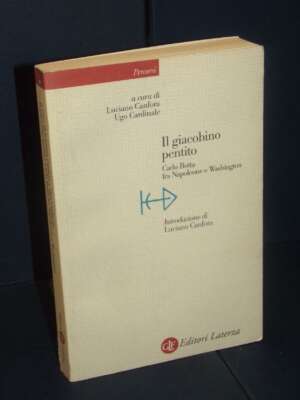 Percorsi
a cura di
Luciano Canfora
Ugo Cardinale
Il giacobino
pentito
Carlo Botta
fra Napoleone e Washington
Introduzione di
Luciano Canfora
Editori Laterza